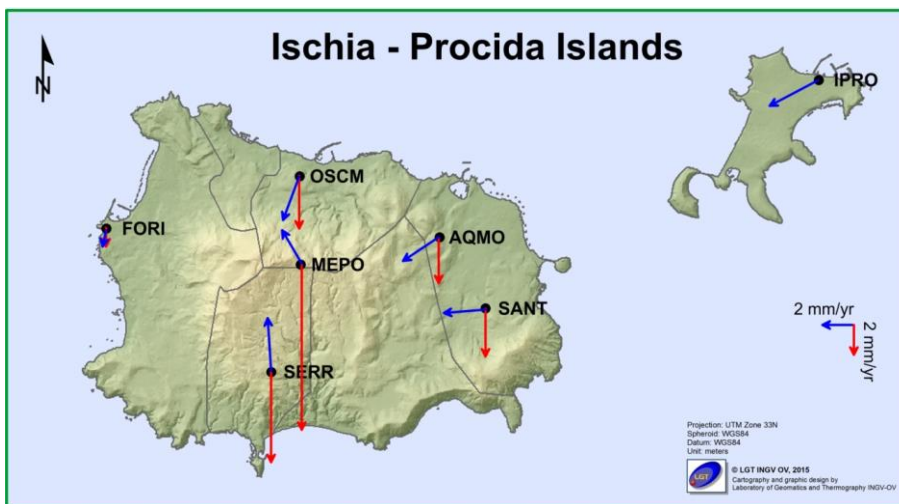 Ischia - Procida Islands
N
IPRO
OSCM
FORI
AQMO
MEPO
SANT
2 mm/yr
2 mm/yr
SERR
Projection: UTM Zone 33N
Spheroid: WGS84
Datum: WGS84
Unit: meters
LGT
© LGT INGV OV, 2015
Cartography and graphic design by
Laboratory of Geomatics and Thermography INGV-OV